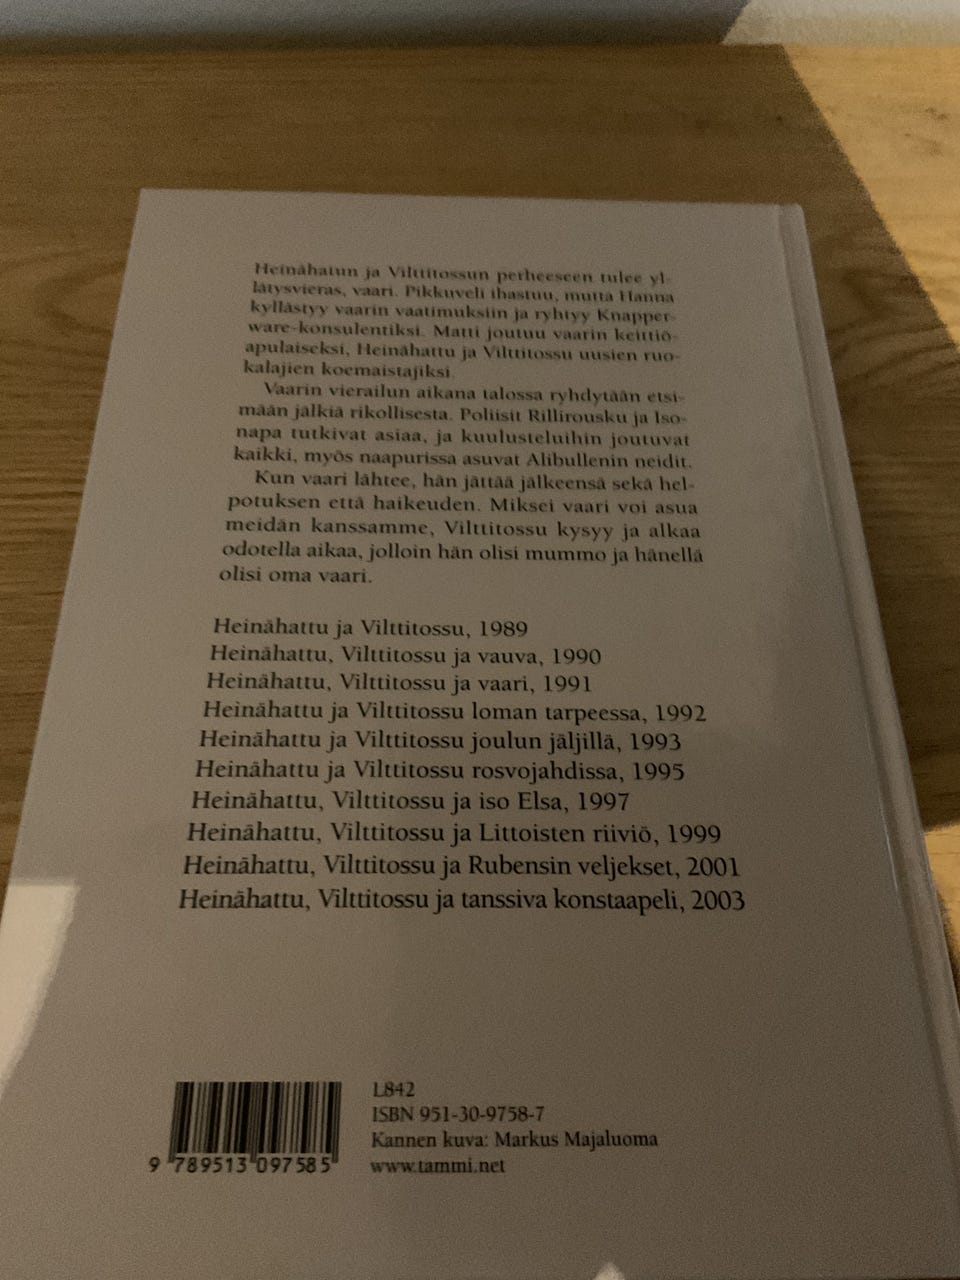 Heinähatun ja Vilttitossun perheeseen tulee yl-
lätysvieras, vaari. Pikkuveli ihastuu, mutta Hanna
kyllästyy vaarin vaatimuksiin ja ryhtyy Knapper-
ware-konsulentiksi. Matti joutuu vaarin keittiö-
apulaiseksi, Heinähattu ja Vilttitossu uusien ruo-
kalajien koemaistajiksi.
Vaarin vierailun aikana talossa ryhdytään etsi-
mään jälkiä rikollisesta. Poliisit Rillirousku ja Iso-
napa tutkivat asiaa, ja kuulusteluihin joutuvat
kaikki, myös naapurissa asuvat Alibullenin neidit.
Kun vaari lähtee, hän jättää jälkeensä sekä hel-
potuksen että haikeuden. Miksei vaari voi asua
meidän kanssamme, Vilttitossu kysyy ja alkaa
odotella aikaa, jolloin hän olisi mummo ja hänellä
olisi oma vaari.
Heinähattu ja Vilttitossu, 1989
Heinähattu, Vilttitossu ja vauva, 1990
Heinähattu, Vilttitossu ja vaari, 1991
Heinähattu ja Vilttitossu loman tarpeessa, 1992
Heinähattu ja Vilttitossu joulun jäljillä, 1993
Heinähattu ja Vilttitossu rosvojahdissa, 1995
Heinähattu, Vilttitossu ja iso Elsa, 1997
Heinähattu, Vilttitossu ja Littoisten riiviö, 1999
Heinähattu, Vilttitossu ja Rubensin veljekset, 2001
Heinähattu, Vilttitossu ja tanssiva konstaapeli, 2003
L842
ISBN 951-30-9758-7
Kannen kuva: Markus Majaluoma
www.tammi.net
9 789513 097585